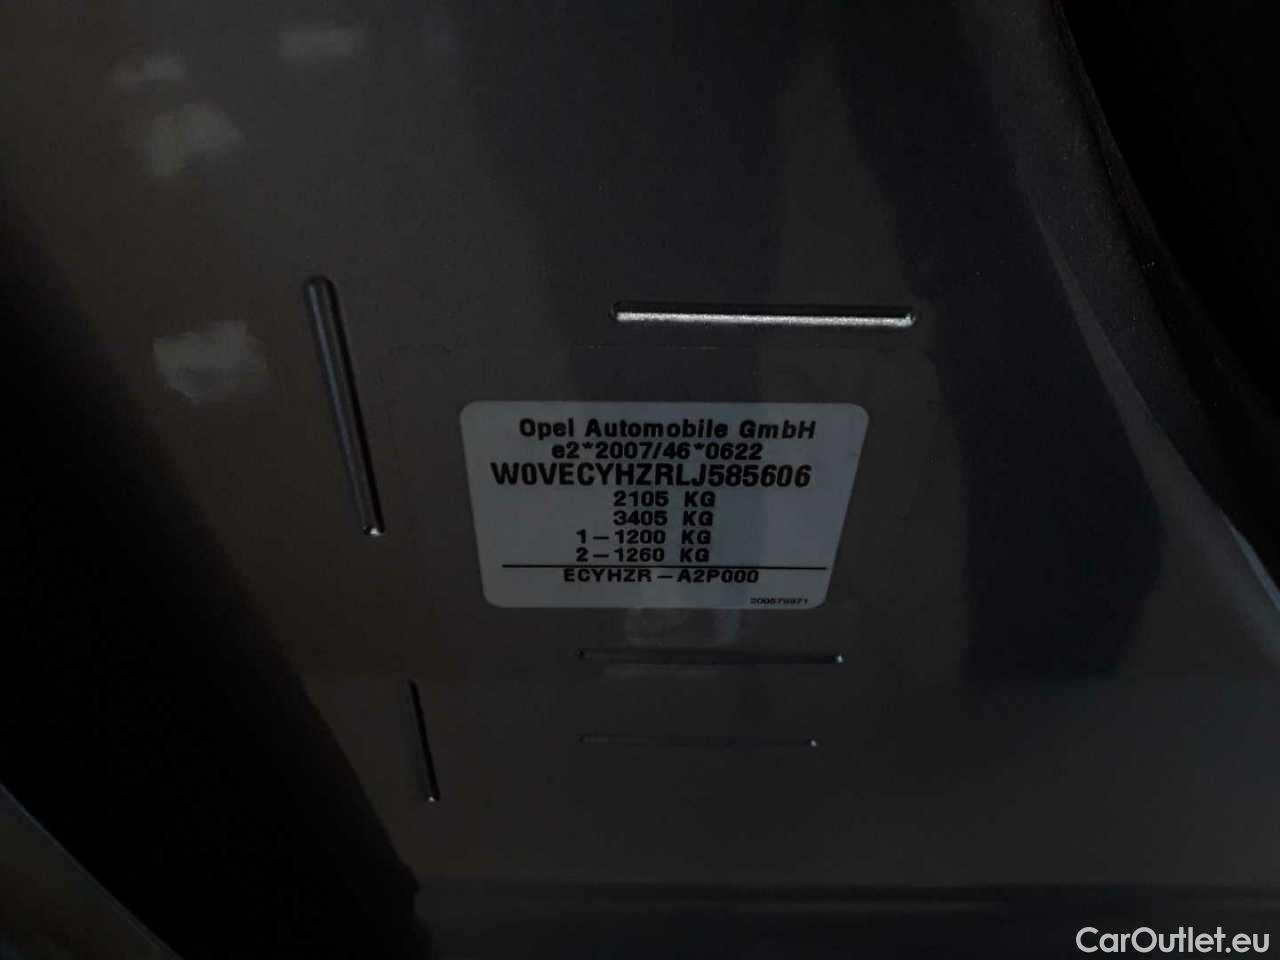 Opel Automobile GmbH
e2*2007/46*0622
W0VECYHZRLJ585606
2105 KG
3405 KG
1-1200 KG
2-1260 KG
ECYHZR-A2P000
CarOutlet.eu